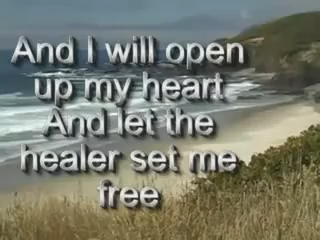 And I will open
up my heart
And let the
healer set me
free